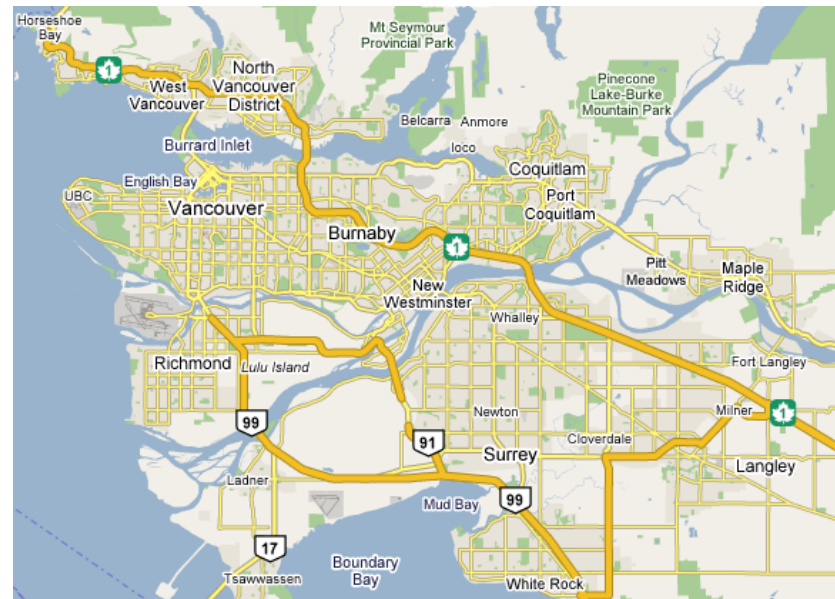 Horseshoe
Bay
1
West
Vancouver
North
Vancouver
District
Mt Seymour
Provincial Park
Pinecone
Lake-Burke
Mountain Park
Belcarra
Anmore
Ioco
Burrard Inlet
English Bay
UBC
Vancouver
Burnaby
1
Coquitlam
Port
Coquitlam
Pitt
Meadows
Maple
Ridge
New
Westminster
Whalley
Richmond
Lulu Island
Fort Langley
Milner
1
99
91
Newton
Cloverdale
Surrey
Langley
Ladner
Mud Bay
99
17
Tsawwassen
Boundary
Bay
White Rock